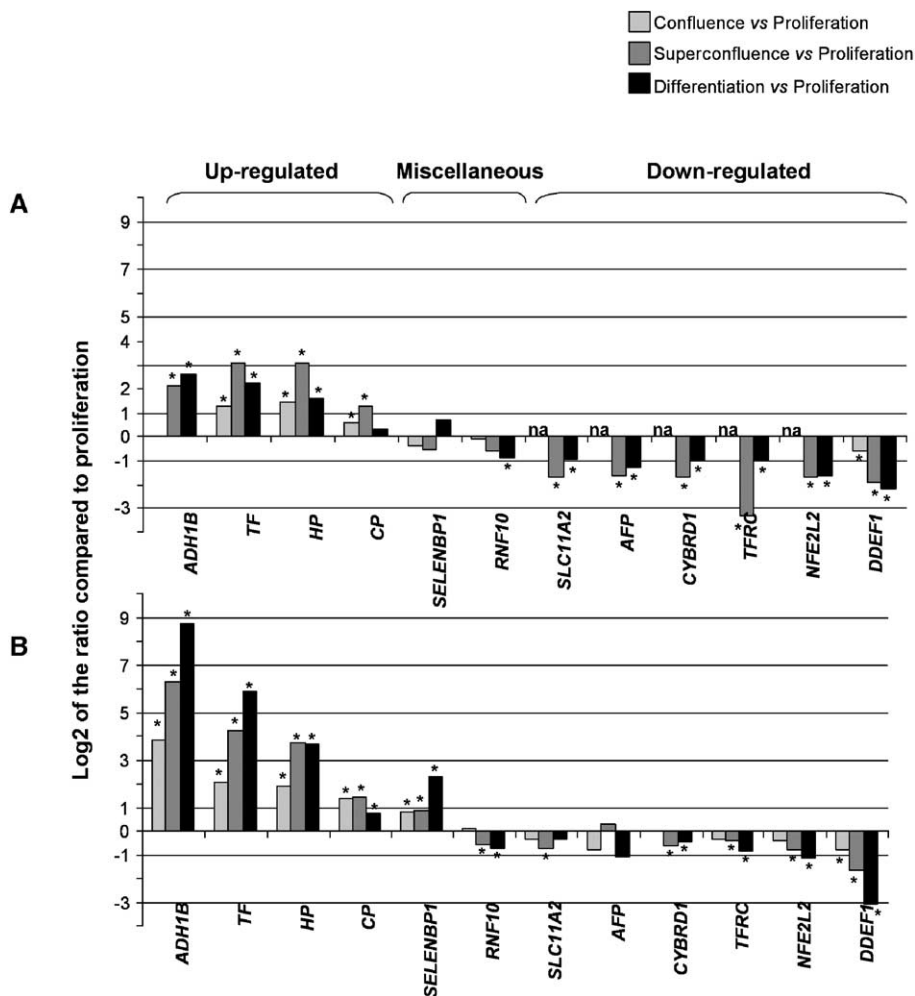 Confluence vs Proliferation
Superconfluence vs Proliferation
Differentiation vs Proliferation
Up-regulated Miscellaneous Down-regulated
A
9
7
5
4
2
1
0
-1
-3
* * * * * * * * * * * * * * * * * * * * * *
na na na na na
ADH1B TF HP CP SELENBP1 RNF10 SLC11A2 AFP CYBRD1 TFRC NFE2L2 DDEF1
Log2 of the ratio compared to proliferation
B
9
7
5
3
1
0
-1
-3
* * * * * * * * * * * * * * * * * * * * * * * * * * * *
ADH1B TF HP CP SELENBP1 RNF10 SLC11A2 AFP CYBRD1 TFRC NFE2L2 DDEF1